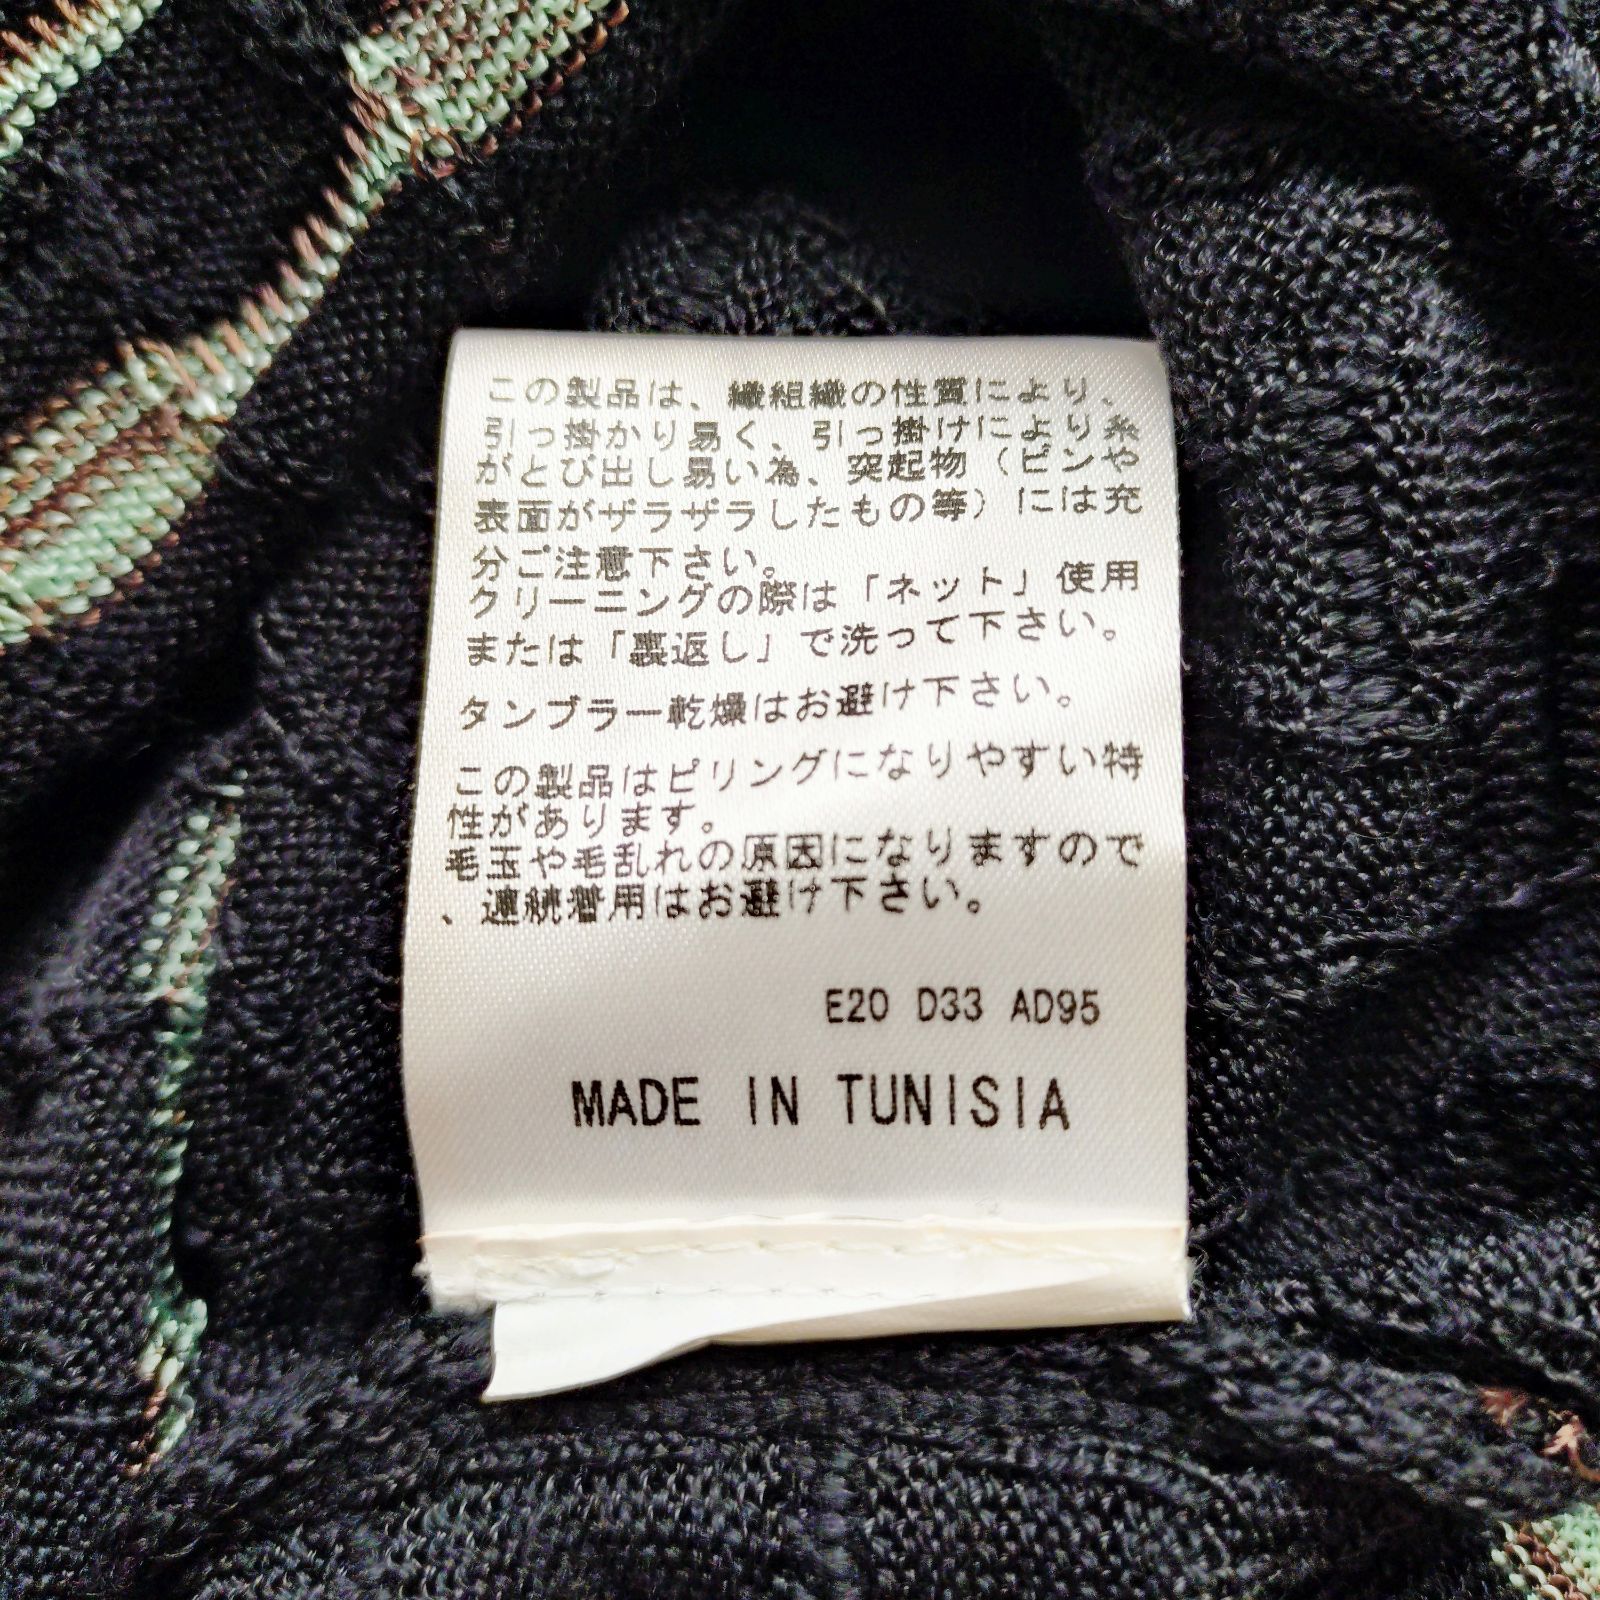 この製品は、繊組織の性質により、
引っ掛かり易く、引っ掛けにより糸
がとび出し易い為、突起物（ピンや
表面がザラザラしたもの等）には充
分ご注意下さい。
クリーニングの際は「ネット」使用
または「裏返し」で洗って下さい。
タンブラー乾燥はお避け下さい。
この製品はピリングになりやすい特
性があります。
毛玉や毛乱れの原因になりますので
、連続着用はお避け下さい。
E20 D33 AD95
MADE IN TUNISIA